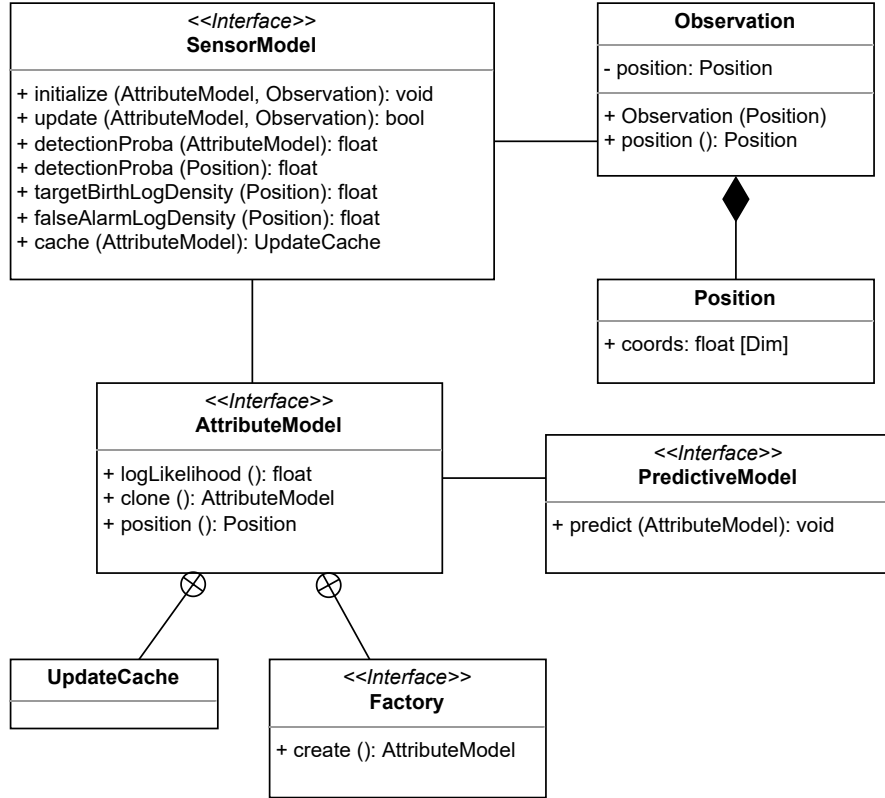 <<Interface>>
SensorModel
+ initialize (AttributeModel, Observation): void
+ update (AttributeModel, Observation): bool
+ detectionProba (AttributeModel): float
+ detectionProba (Position): float
+ targetBirthLogDensity (Position): float
+ falseAlarmLogDensity (Position): float
+ cache (AttributeModel): UpdateCache
Observation
- position: Position
+ Observation (Position)
+ position (): Position
Position
+ coords: float [Dim]
<<Interface>>
AttributeModel
+ logLikelihood (): float
+ clone (): AttributeModel
+ position (): Position
<<Interface>>
PredictiveModel
+ predict (AttributeModel): void
UpdateCache
<<Interface>>
Factory
+ create (): AttributeModel